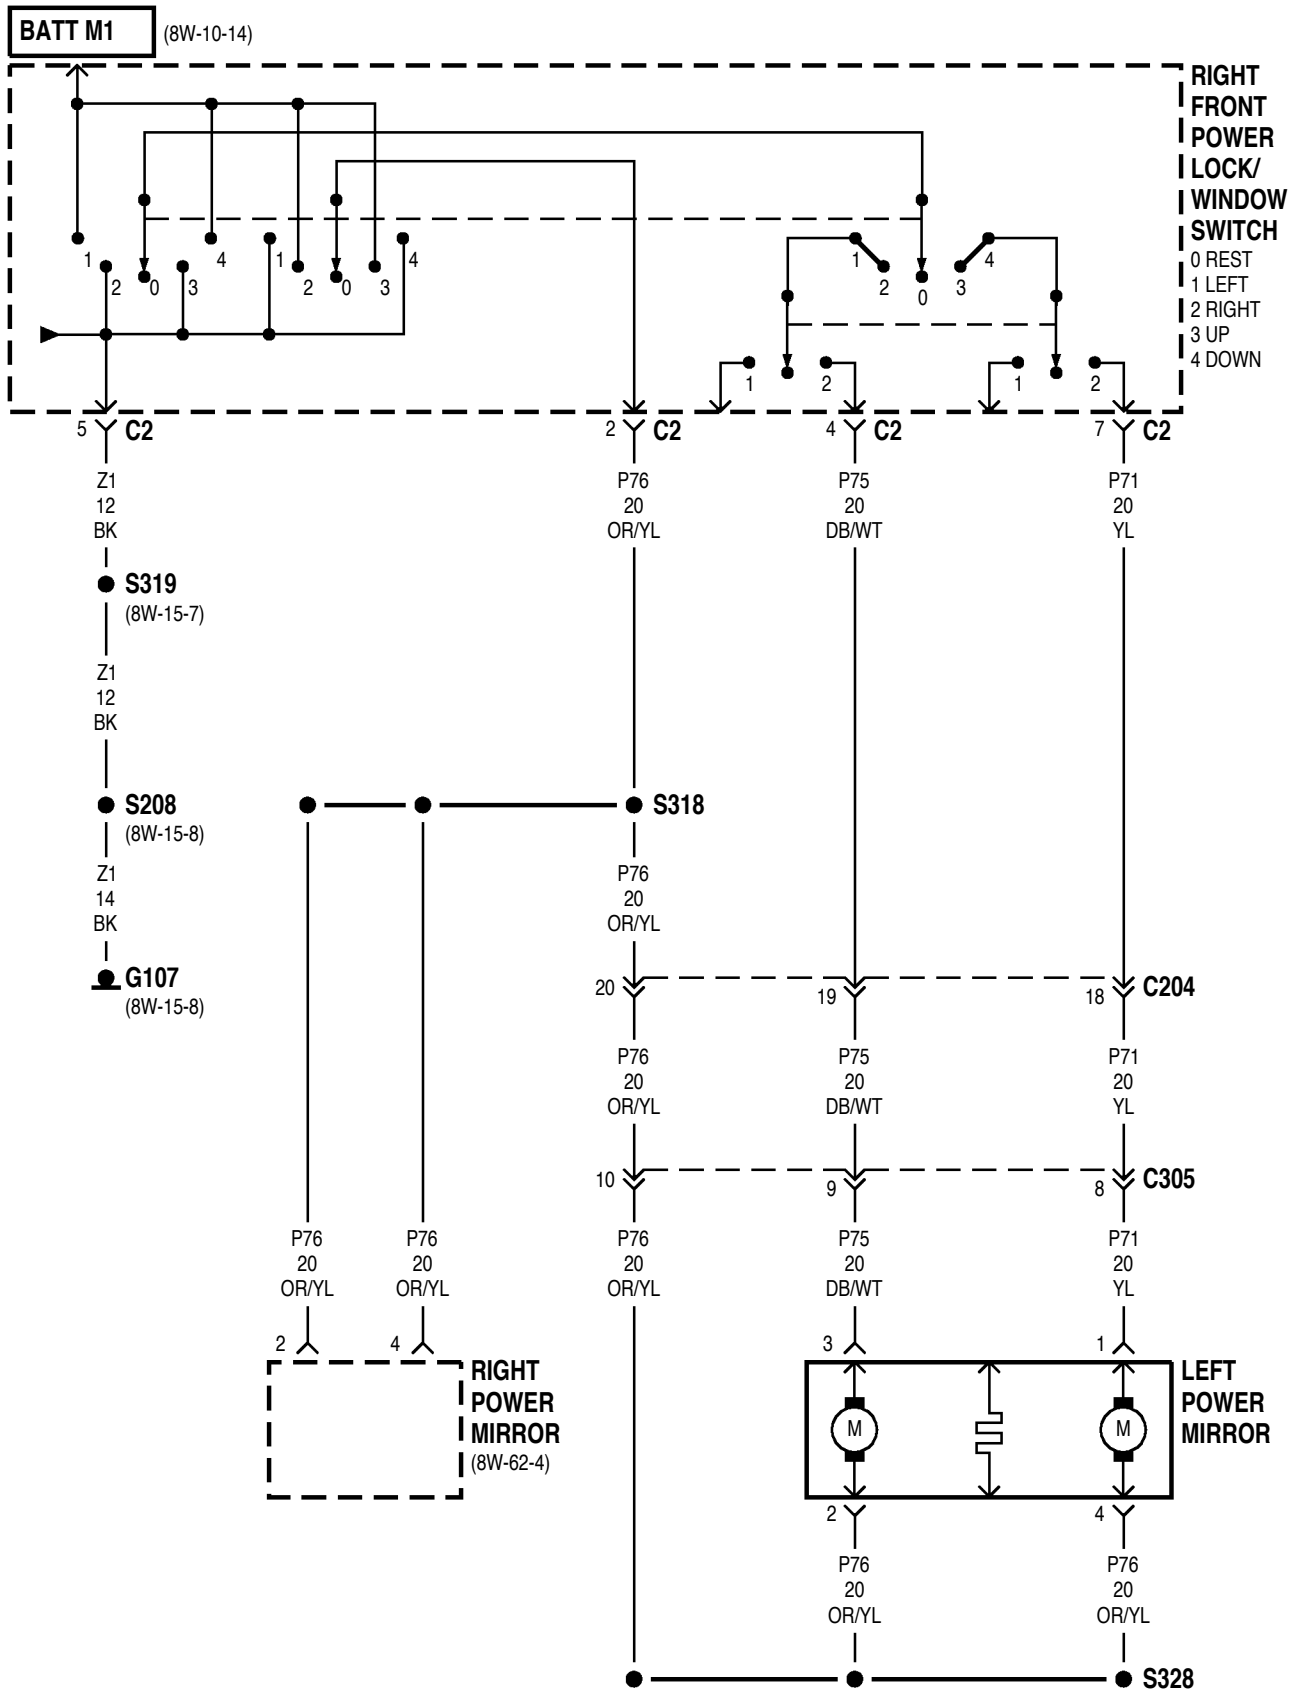 BATT M1 (8W-10-14)
RIGHT
FRONT
POWER
LOCK/
WINDOW
SWITCH
0 REST
1 LEFT
2 RIGHT
3 UP
4 DOWN
1 2 0 3 4 1 2 0 3 4
1 2 0 3 4
1 2 1 2
5 C2 2 C2 4 C2 7 C2
Z1 P76 P75 P71
12 20 20 20
BK OR/YL DB/WT YL
S319
(8W-15-7)
Z1
12
BK
S208 S318
(8W-15-8)
Z1 P76
14 20
BK OR/YL
G107
(8W-15-8)
20 19 18 C204
P76 P75 P71
20 20 20
OR/YL DB/WT YL
10 9 8 C305
P76 P76 P76 P75 P71
20 20 20 20 20
OR/YL OR/YL OR/YL DB/WT YL
2 4 3 1
RIGHT
POWER
MIRROR
(8W-62-4)
LEFT
POWER
MIRROR
M M
2 4
P76 P76
20 20
OR/YL OR/YL
S328